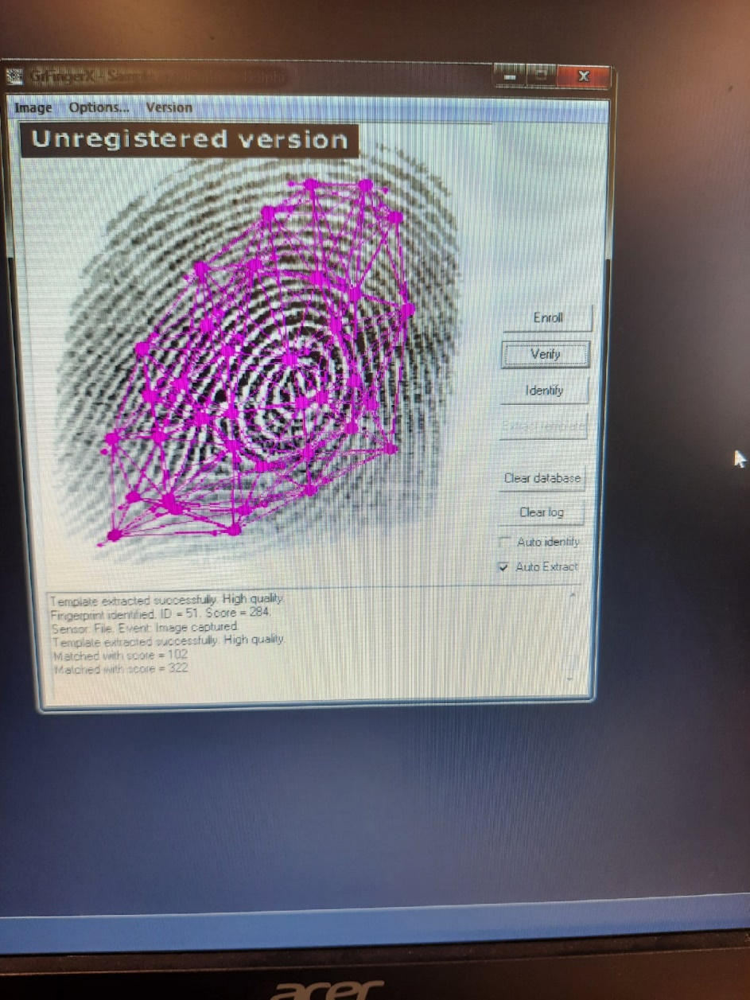 GrFingerX - Sample
Image Options... Version
Unregistered version
Enroll
Verify
Identify
Extract template
Clear database
Clear log
Auto identify
Auto Extract
Template extracted successfully. High quality.
Fingerprint identified. ID = 51. Score = 284.
Sensor: File. Event: Image captured.
Template extracted successfully. High quality.
Matched with score = 102
Matched with score = 322
acer